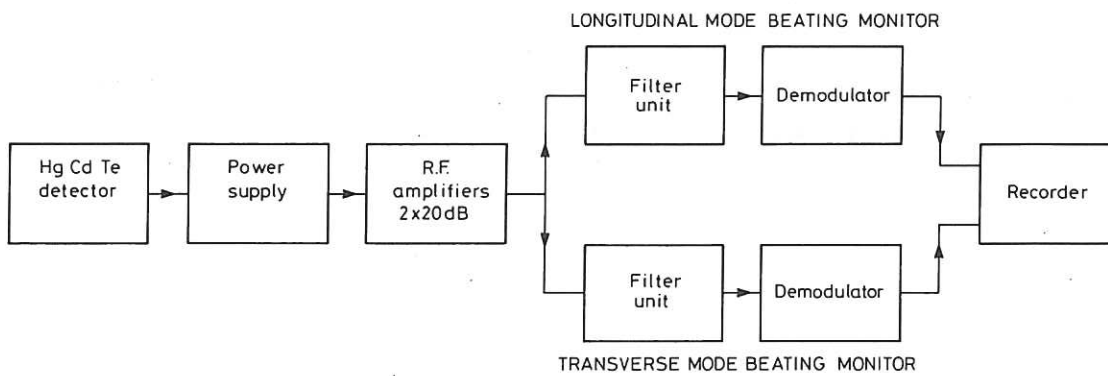 LONGITUDINAL MODE BEATING MONITOR
Filter
unit
Demodulator
Hg Cd Te
detector
Power
supply
R.F.
amplifiers
2x20dB
Recorder
Filter
unit
Demodulator
TRANSVERSE MODE BEATING MONITOR